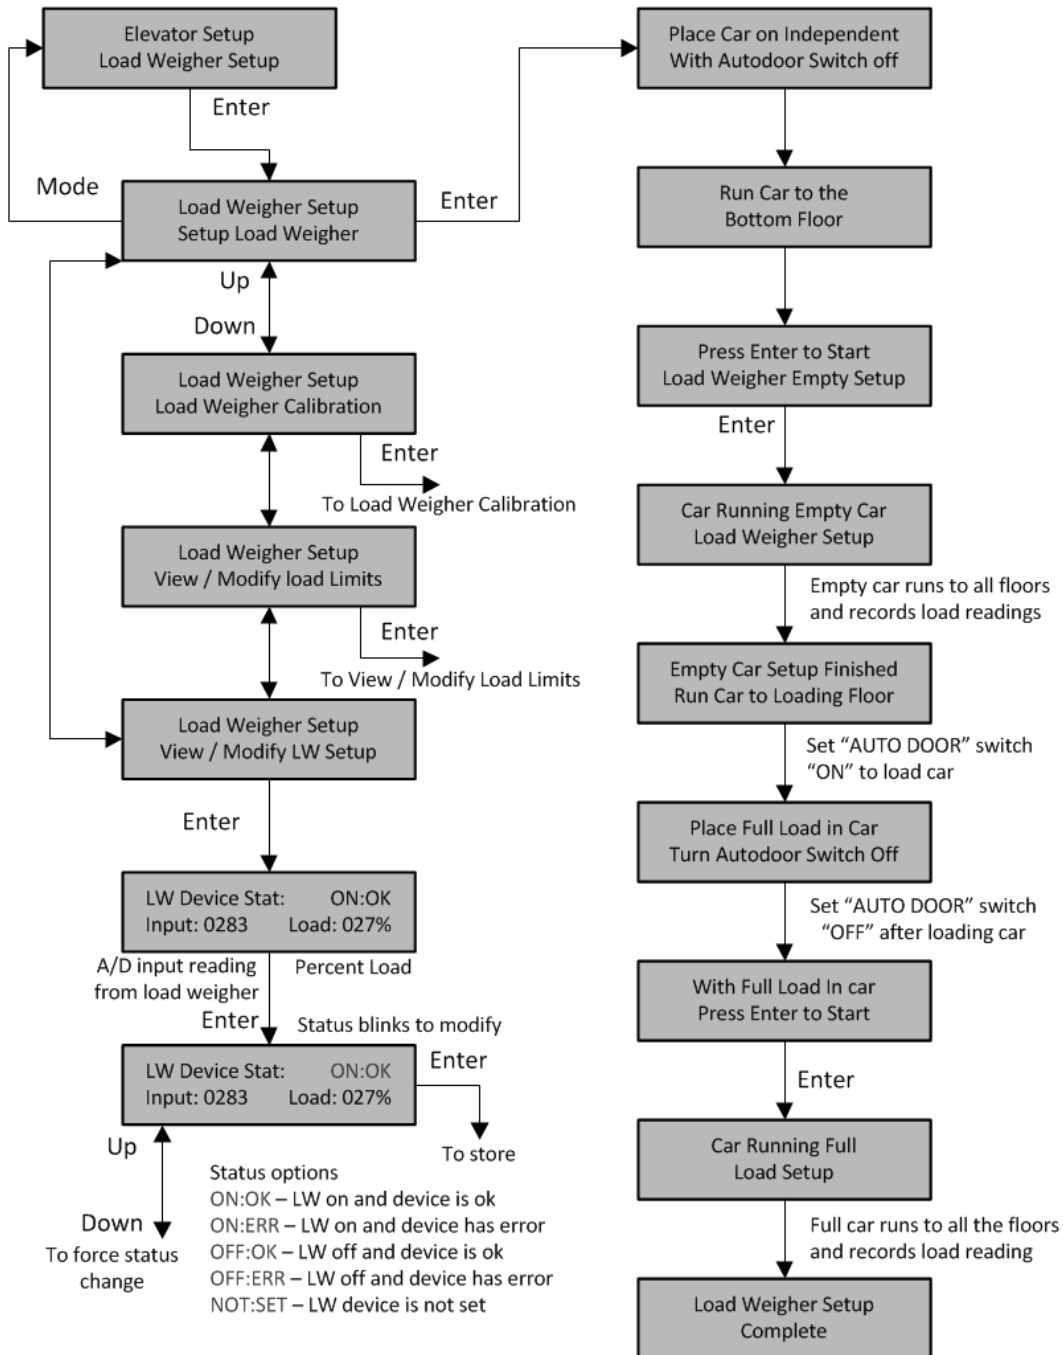 Elevator Setup
Load Weigher Setup
Enter
Mode
Load Weigher Setup
Setup Load Weigher
Enter
Up
Down
Load Weigher Setup
Load Weigher Calibration
Enter
To Load Weigher Calibration
Load Weigher Setup
View / Modify load Limits
Enter
To View / Modify Load Limits
Load Weigher Setup
View / Modify LW Setup
Enter
LW Device Stat: ON:OK
Input: 0283 Load: 027%
A/D input reading
from load weigher
Percent Load
Enter
Status blinks to modify
LW Device Stat: ON:OK
Input: 0283 Load: 027%
Enter
To store
Up
Down
To force status
change
Status options
ON:OK – LW on and device is ok
ON:ERR – LW on and device has error
OFF:OK – LW off and device is ok
OFF:ERR – LW off and device has error
NOT:SET – LW device is not set
Place Car on Independent
With Autodoor Switch off
Run Car to the
Bottom Floor
Press Enter to Start
Load Weigher Empty Setup
Enter
Car Running Empty Car
Load Weigher Setup
Empty car runs to all floors
and records load readings
Empty Car Setup Finished
Run Car to Loading Floor
Set “AUTO DOOR” switch
“ON” to load car
Place Full Load in Car
Turn Autodoor Switch Off
Set “AUTO DOOR” switch
“OFF” after loading car
With Full Load In car
Press Enter to Start
Enter
Car Running Full
Load Setup
Full car runs to all the floors
and records load reading
Load Weigher Setup
Complete